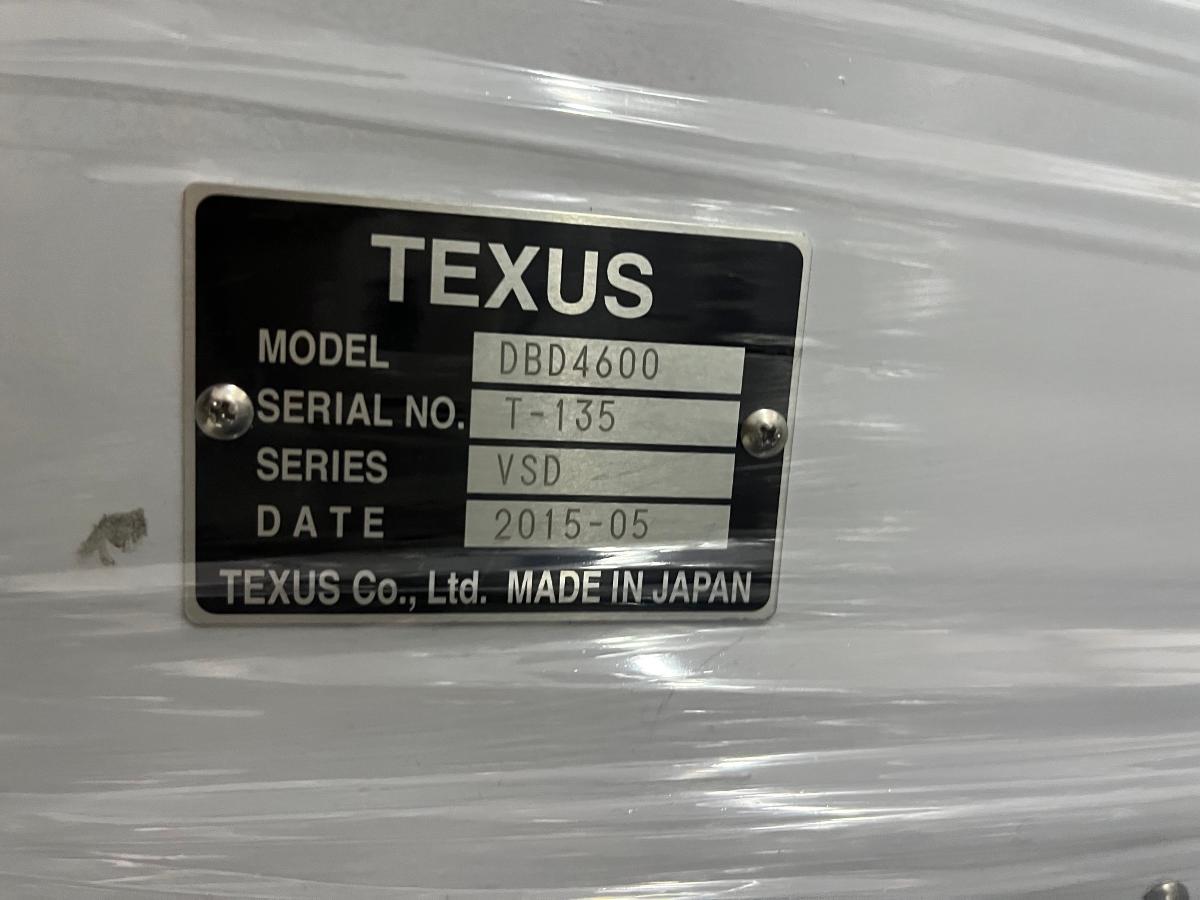 TEXUS
MODEL DBD4600
SERIAL NO. T-135
SERIES VSD
DATE 2015-05
TEXUS Co., Ltd. MADE IN JAPAN